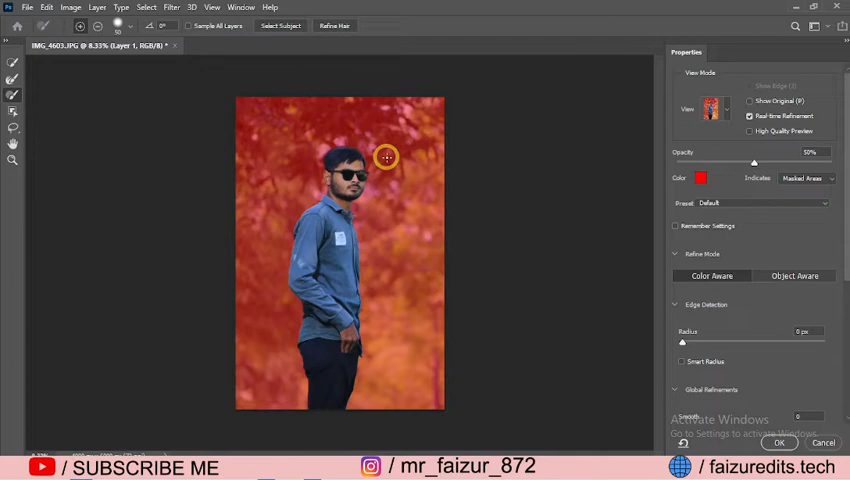 Ps File Edit Image Layer Type Select Filter 3D View Window Help
50 0° Sample All Layers Select Subject Refine Hair
IMG_4603.JPG @ 8.33% (Layer 1, RGB/8) * ×
Properties
View Mode
Show Edge (J)
View
Show Original (P)
Real-time Refinement
High Quality Preview
Opacity 50%
Color Indicates Masked Areas
Preset Default
Remember Settings
Refine Mode
Color Aware Object Aware
Edge Detection
Radius 0 px
Smart Radius
Global Refinements
Smooth 0
Activate Windows
Go to Settings to activate Windows.
OK Cancel
/ SUBSCRIBE ME / mr_faizur_872 / faizuredits.tech